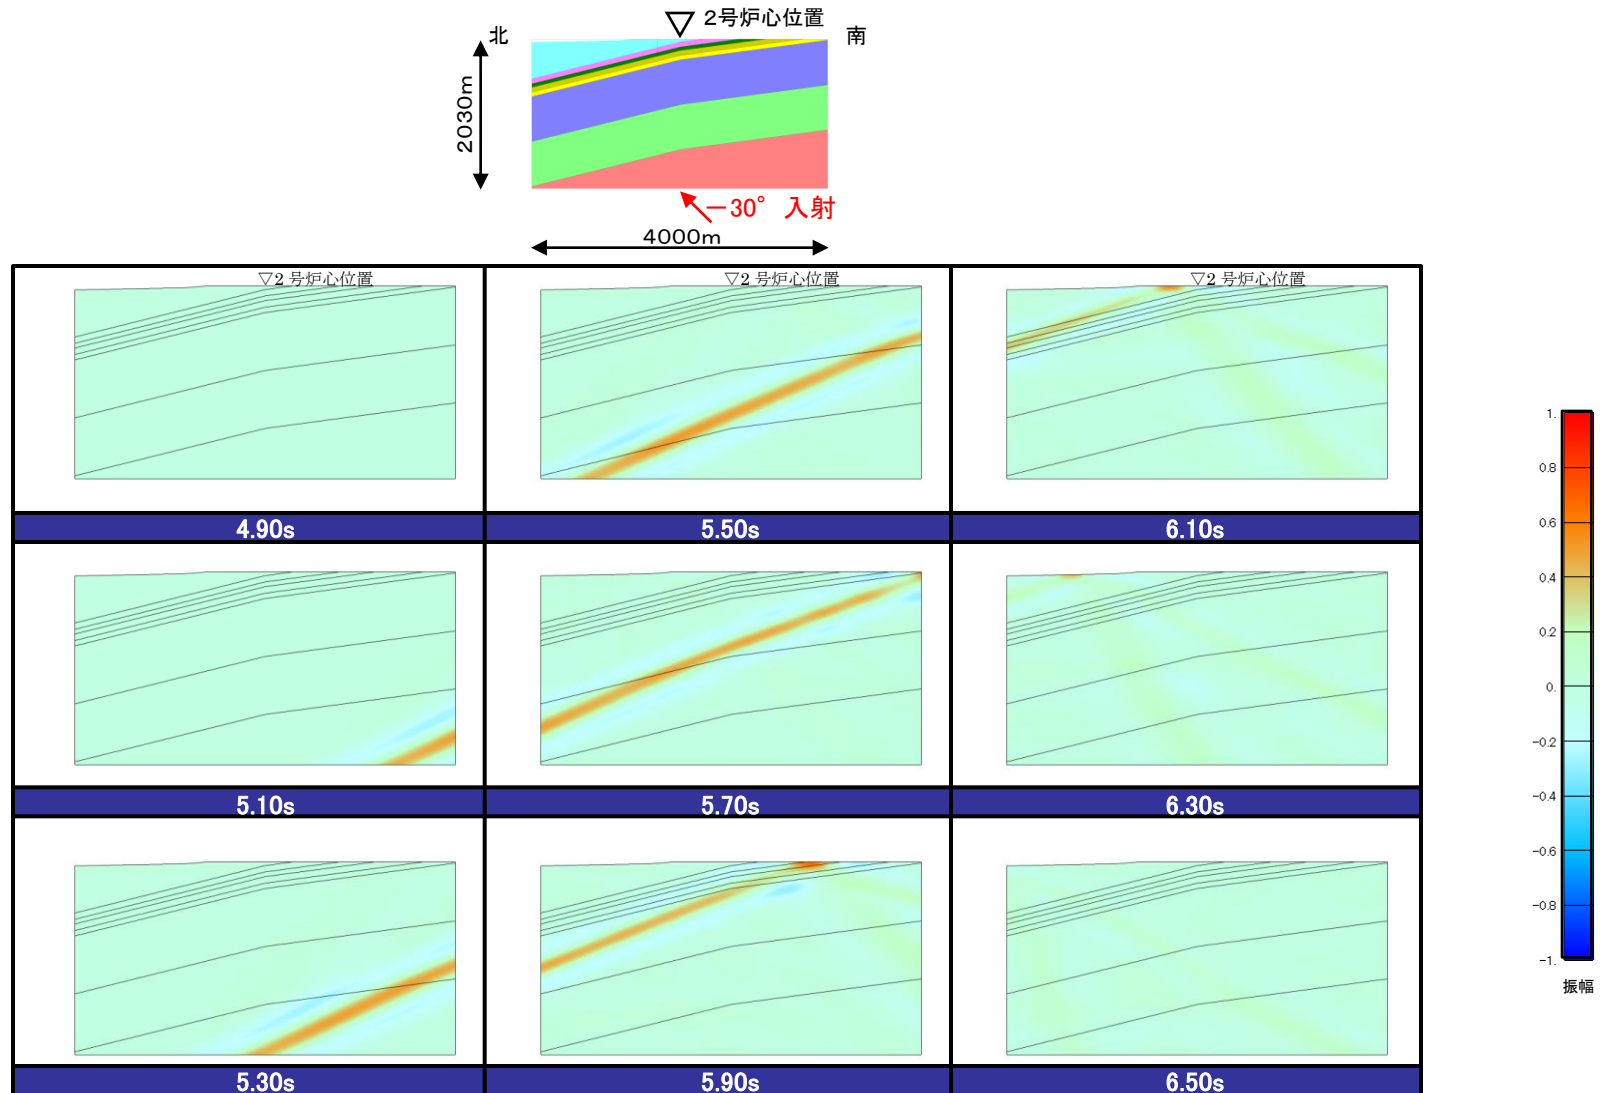 2号炉心位置
北
南
2030m
－30° 入射
4000m
▽2 号炉心位置
▽2 号炉心位置
▽2 号炉心位置
4.90s
5.50s
6.10s
5.10s
5.70s
6.30s
5.30s
5.90s
6.50s
1.
0.8
0.6
0.4
0.2
0.
-0.2
-0.4
-0.6
-0.8
-1.
振幅